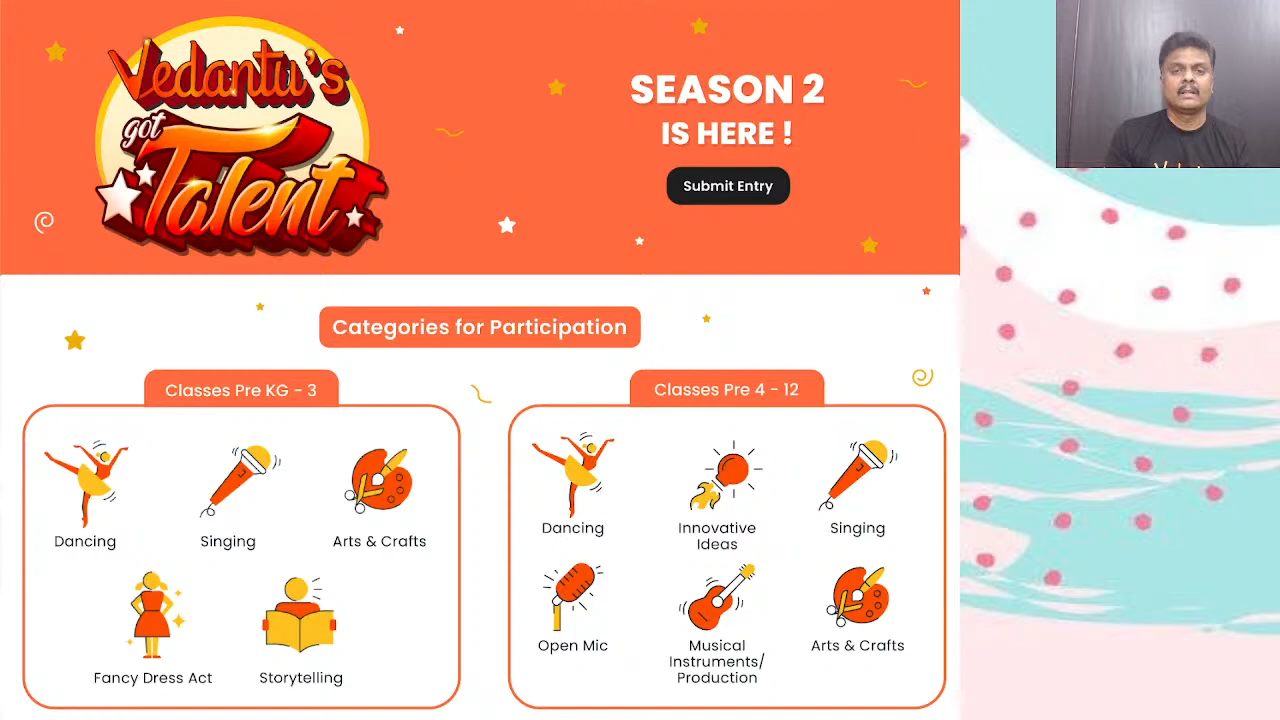 Vedantu's
got
Talent
SEASON 2
IS HERE !
Submit Entry
Categories for Participation
Classes Pre KG - 3
Dancing
Singing
Arts & Crafts
Fancy Dress Act
Storytelling
Classes Pre 4 - 12
Dancing
Innovative
Ideas
Singing
Open Mic
Musical
Instruments/
Production
Arts & Crafts